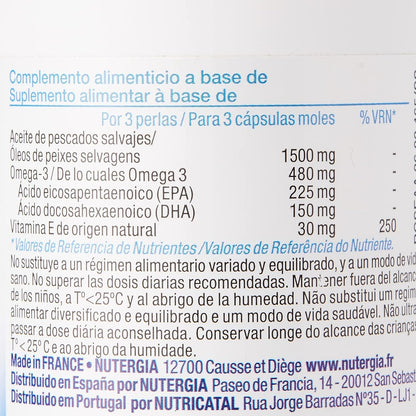 Complemento alimenticio a base de
Suplemento alimentar à base de
Por 3 perlas / Para 3 cápsulas moles % VRN*
Aceite de pescados salvajes/
Óleos de peixes selvagens 1500 mg -
Omega-3 / De lo cuales Omega 3 480 mg -
Ácido eicosapentaenoico (EPA) 225 mg -
Ácido docosahexaenoico (DHA) 150 mg -
Vitamina E de origen natural 30 mg 250
*Valores de Referencia de Nutrientes /Valores de Referência do Nutriente.
No sustituye a un régimen alimentario variado y equilibrado, y a un modo de vida
sano. No superar las dosis diarias recomendadas. Mantener fuera del alcance
de los niños, a Tº<25°C y al abrigo de la humedad. Não substitui um regime
alimentar diversificado e equilibrado e um modo de vida saudável. Não ultra
passar a dose diária aconselhada. Conservar longe do alcance das crianças
Tº<25°C e ao abrigo da humidade.
Made in FRANCE • NUTERGIA 12700 Causse et Diège www.nutergia.com
Distribuido en España por NUTERGIA Paseo de Francia, 14 - 20012 San Sebast
Distribuido em Portugal por NUTRICATAL Rua Jorge Barradas N°35 - D - LJ1 -